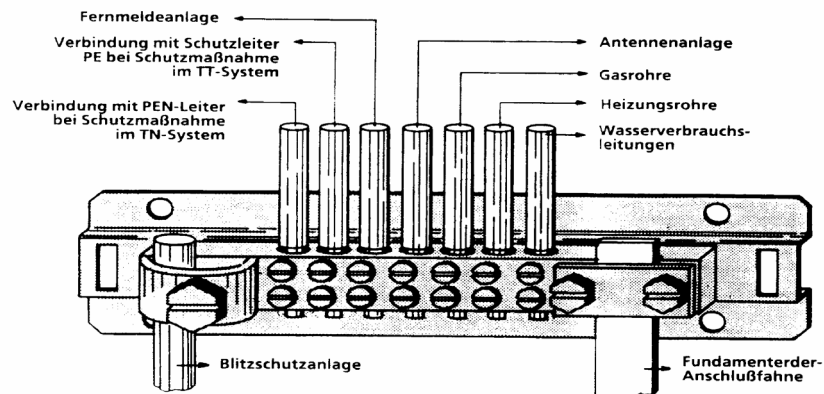 Fernmeldeanlage
Verbindung mit Schutzleiter
PE bei Schutzmaßnahme
im TT-System
Verbindung mit PEN-Leiter
bei Schutzmaßnahme
im TN-System
Antennenanlage
Gasrohre
Heizungsrohre
Wasserverbrauchs-
leitungen
Blitzschutzanlage
Fundamenterder-
Anschlußfahne